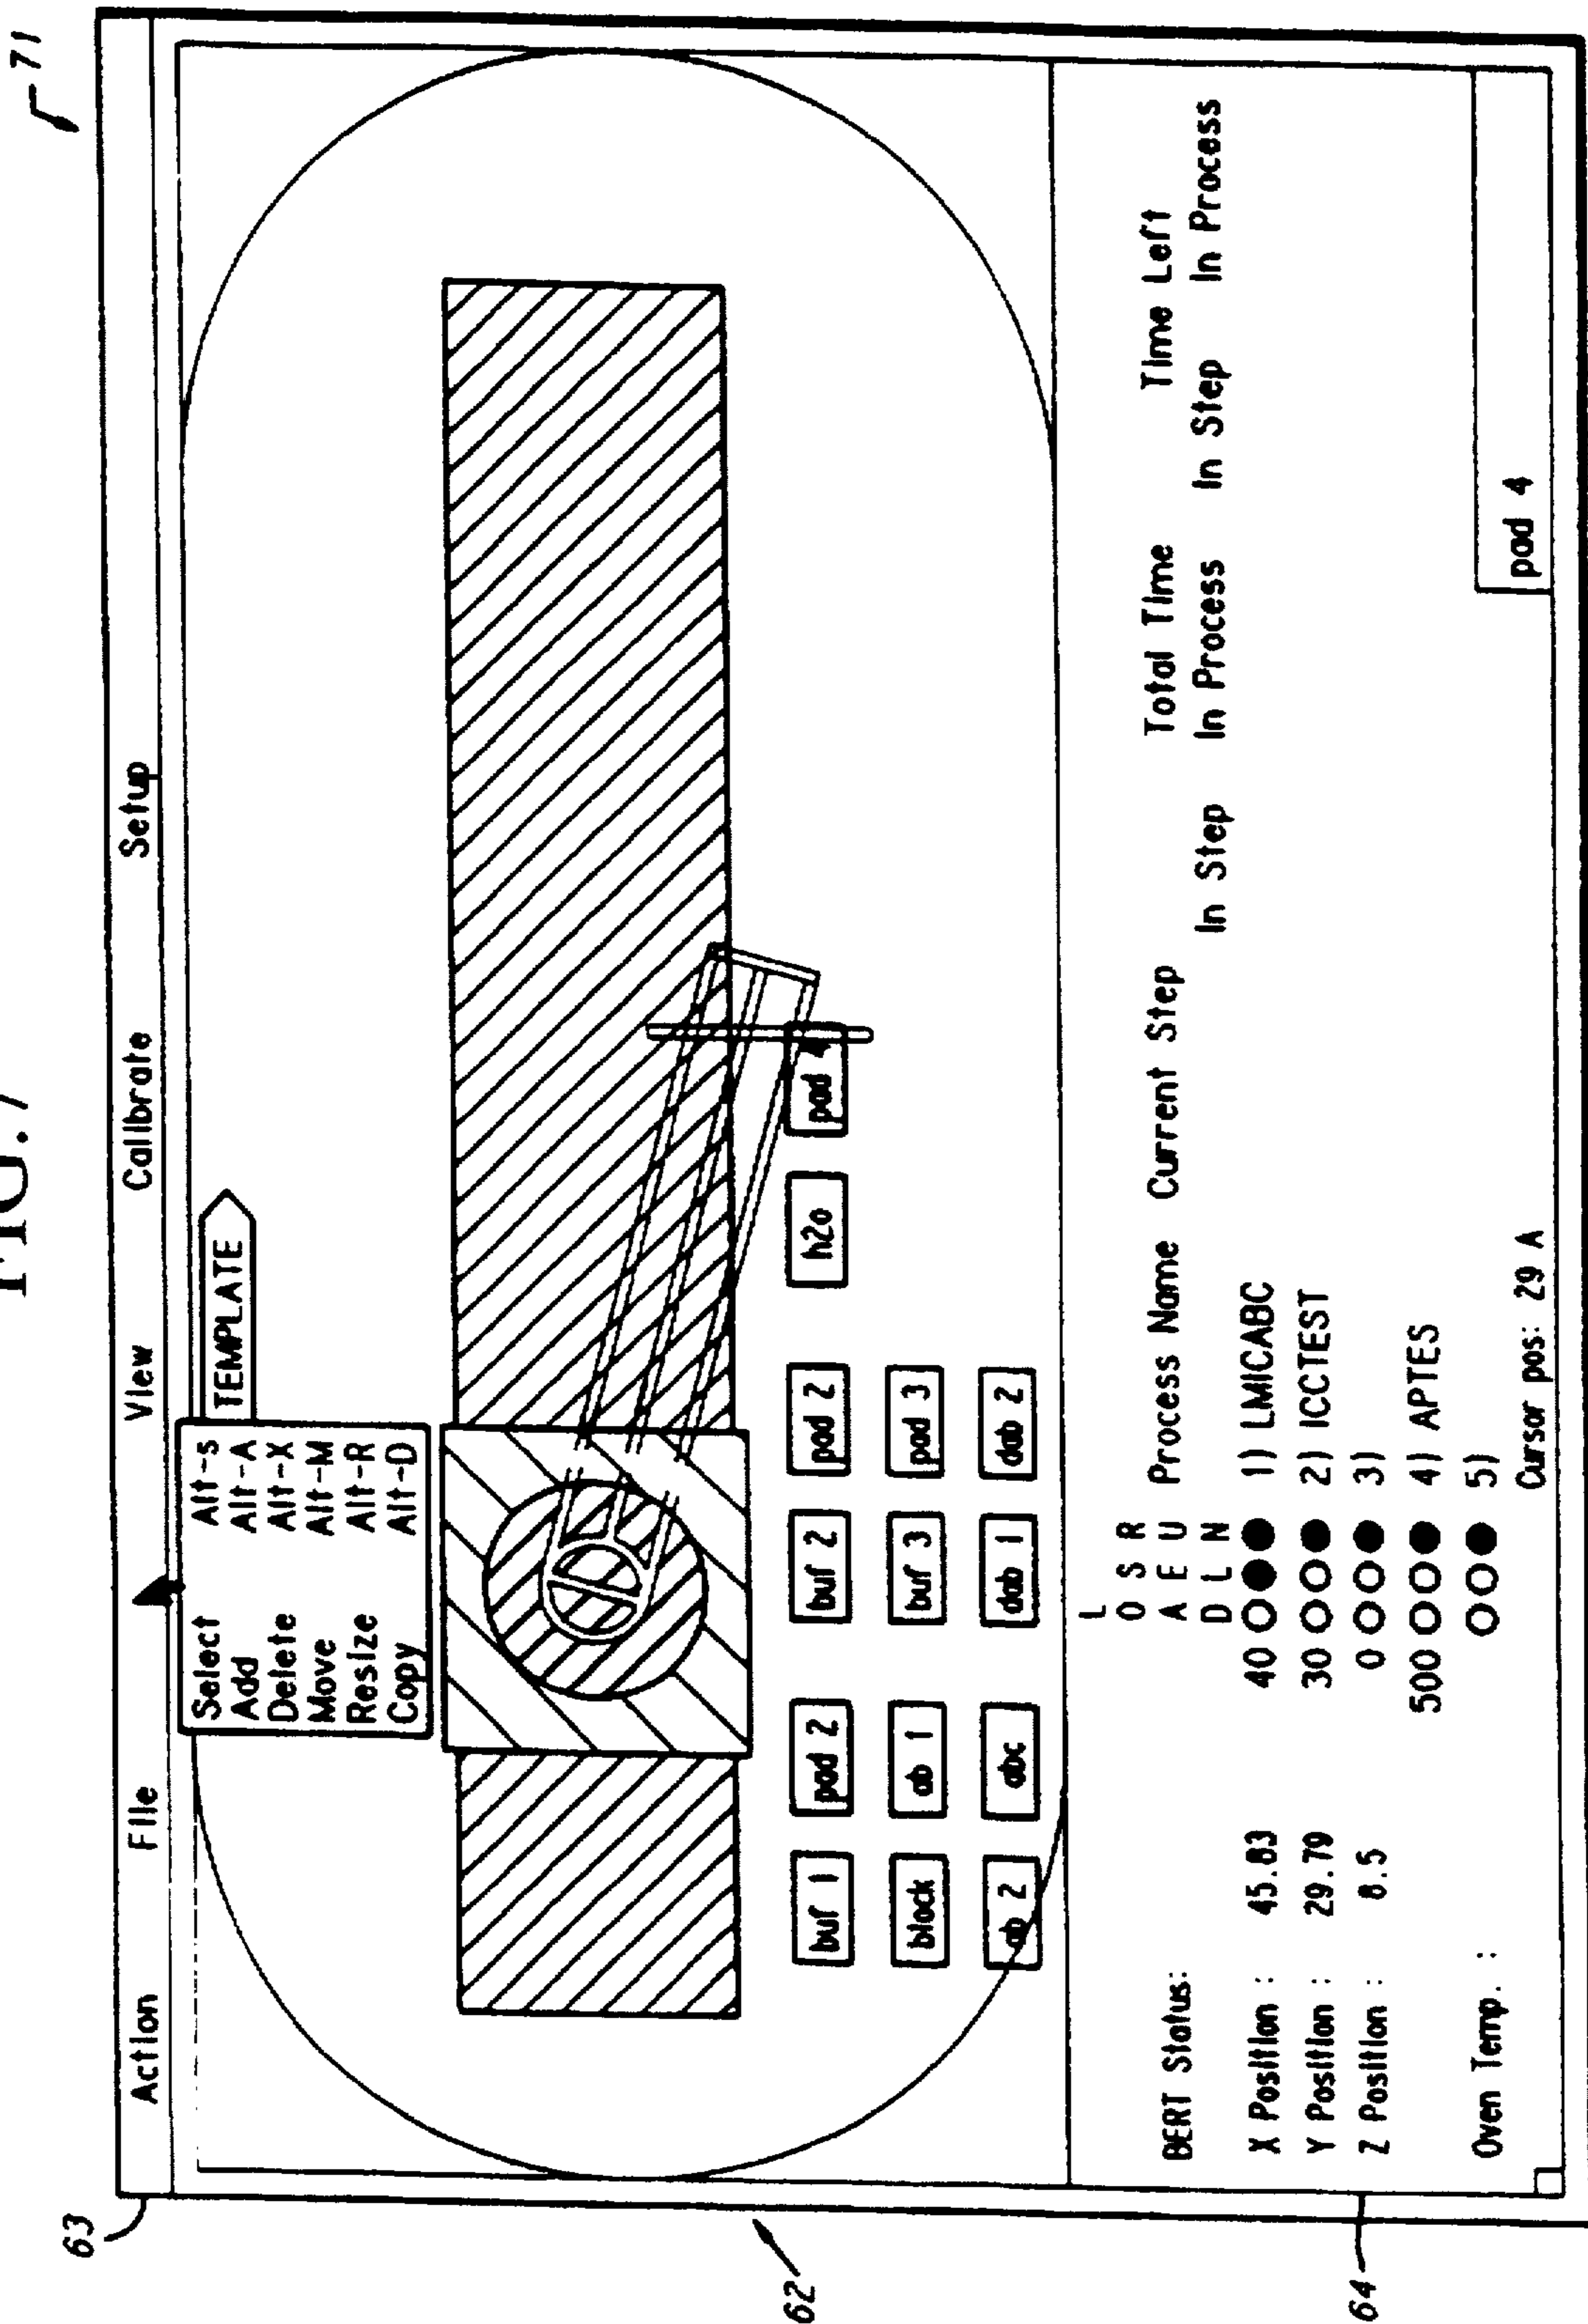 FIG. 7
71
63
Action File View Calibrate Setup
Select Alt-s
Add Alt-A
Delete Alt-X
Move Alt-M
Resize Alt-R
Copy Alt-D
TEMPLATE
62
buf 1 pad 2 buf 2 pad 2 h2o pad 4
block ab 1 buf 3 pad 3
ab 2 abc dab 1 dab 2
L
O S R
A E U
D L N
BERT Status: Process Name Current Step Total Time Time Left
In Step In Process In Step In Process
X Position : 45.83 40 1) LMICABC
Y Position : 29.79 30 2) ICCTEST
Z Position : 8.5 0 3)
500 4) APTES
Oven Temp. : 5)
Cursor pos: 29 A pad 4
64